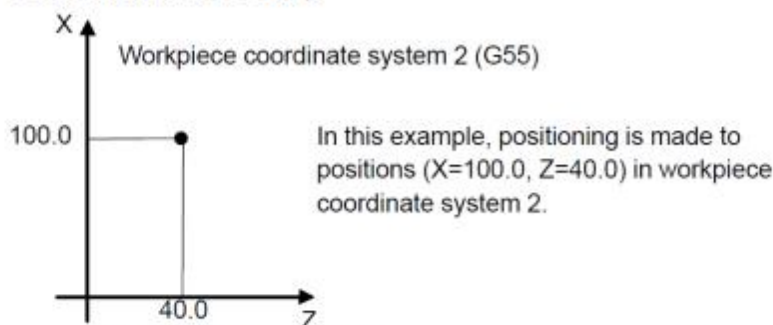 X
Workpiece coordinate system 2 (G55)
100.0
In this example, positioning is made to
positions (X=100.0, Z=40.0) in workpiece
coordinate system 2.
40.0
Z